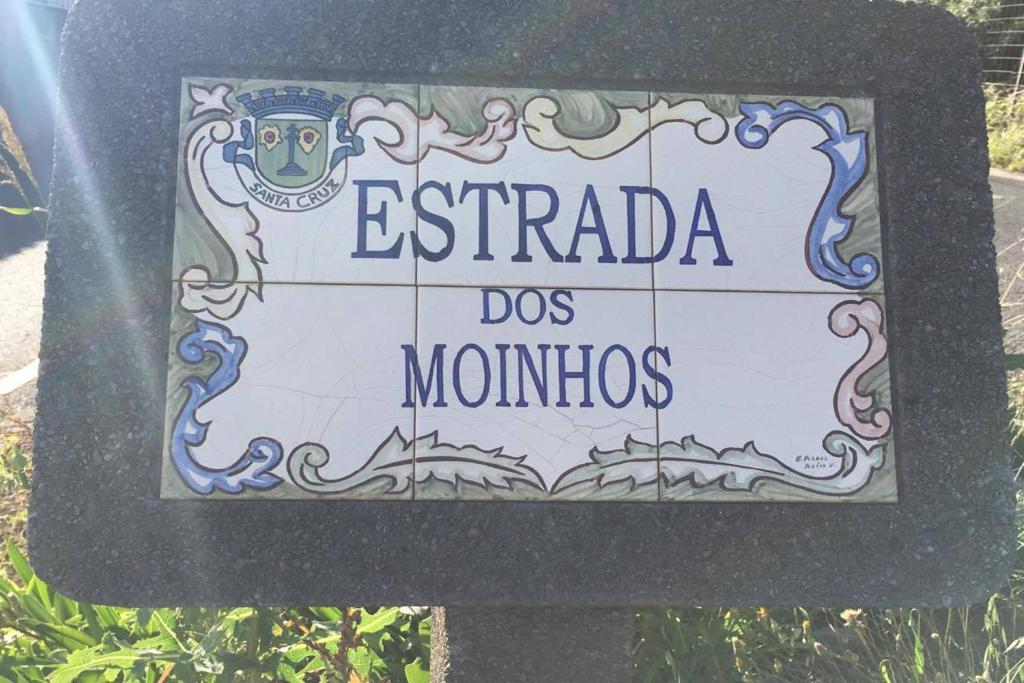 SANTA CRUZ
ESTRADA
DOS
MOINHOS